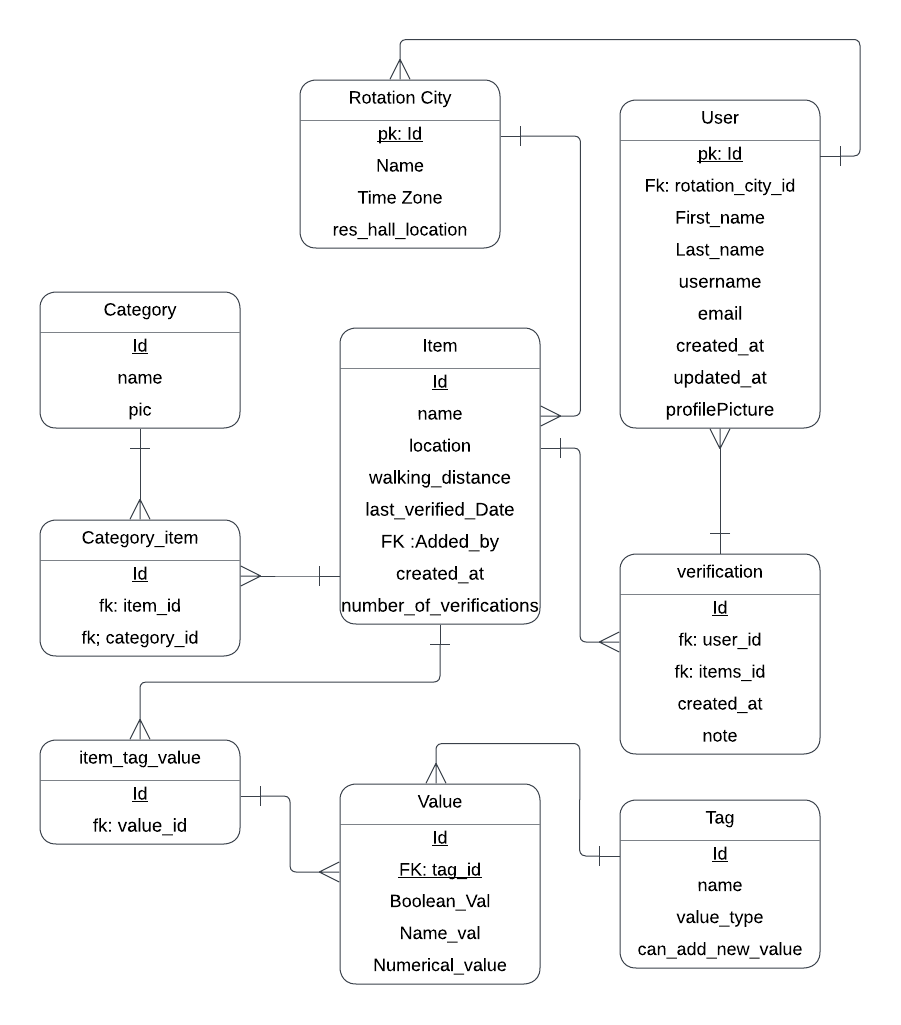 Rotation City
pk: Id
Name
Time Zone
res_hall_location
User
pk: Id
Fk: rotation_city_id
First_name
Last_name
username
email
created_at
updated_at
profilePicture
Category
Id
name
pic
Item
Id
name
location
walking_distance
last_verified_Date
FK :Added_by
created_at
number_of_verifications
Category_item
Id
fk: item_id
fk; category_id
verification
Id
fk: user_id
fk: items_id
created_at
note
item_tag_value
Id
fk: value_id
Value
Id
FK: tag_id
Boolean_Val
Name_val
Numerical_value
Tag
Id
name
value_type
can_add_new_value